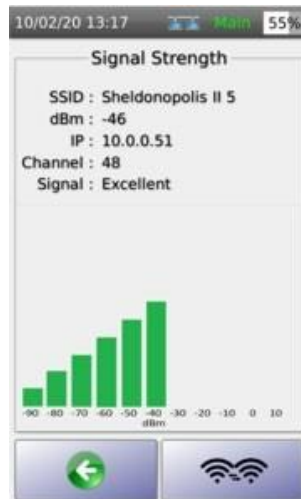 10/02/20 13:17 Main 55%
Signal Strength
SSID : Sheldonopolis II 5
dBm : -46
IP : 10.0.0.51
Channel : 48
Signal : Excellent
-90 -80 -70 -60 -50 -40 -30 -20 -10 0 10
dBm